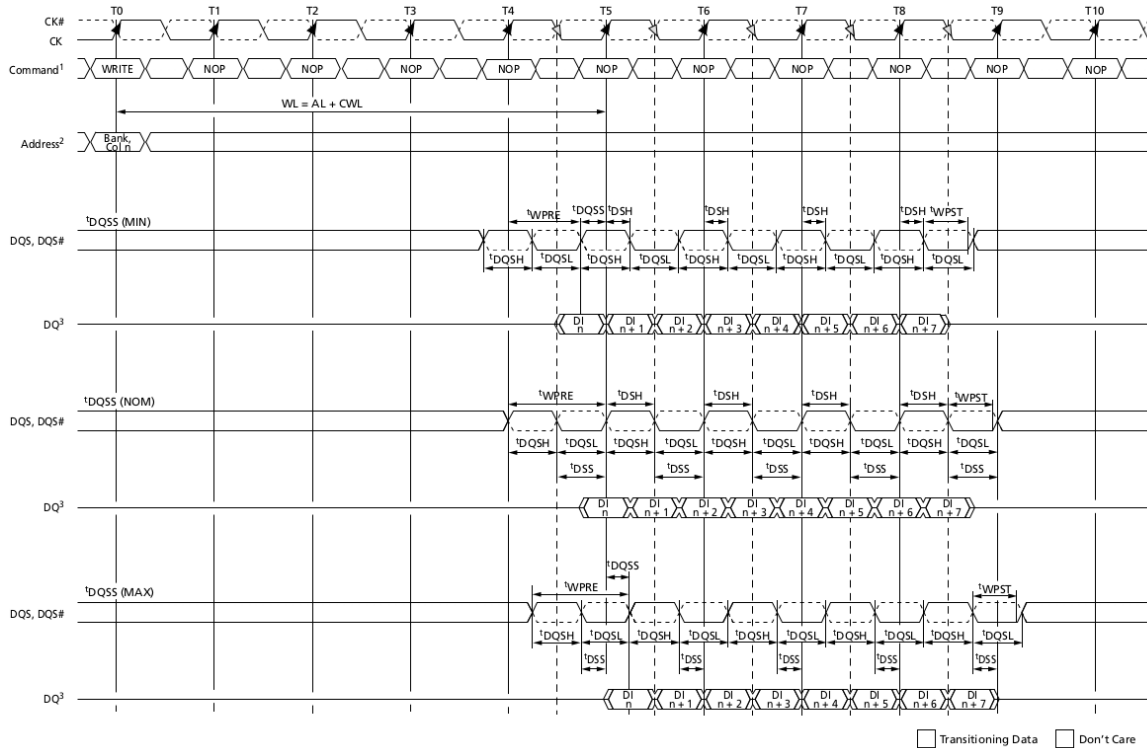 T0 T1 T2 T3 T4 T5 T6 T7 T8 T9 T10
CK#
CK
Command1 WRITE NOP NOP NOP NOP NOP NOP NOP NOP NOP NOP
WL = AL + CWL
Address2 Bank, Col n
tDQSS (MIN) tWPRE tDQSS tDSH tDSH tDSH tDSH tWPST
DQS, DQS#
tDQSH tDQSL tDQSH tDQSL tDQSH tDQSL tDQSH tDQSL tDQSH tDQSL
DQ3 DI n DI n + 1 DI n + 2 DI n + 3 DI n + 4 DI n + 5 DI n + 6 DI n + 7
tDQSS (NOM) tWPRE tDSH tDSH tDSH tDSH tWPST
DQS, DQS#
tDQSH tDQSL tDQSH tDQSL tDQSH tDQSL tDQSH tDQSL tDQSH tDQSL
tDSS tDSS tDSS tDSS tDSS
DQ3 DI n DI n + 1 DI n + 2 DI n + 3 DI n + 4 DI n + 5 DI n + 6 DI n + 7
tDQSS
tDQSS (MAX) tWPRE tWPST
DQS, DQS#
tDQSH tDQSL tDQSH tDQSL tDQSH tDQSL tDQSH tDQSL tDQSH tDQSL
tDSS tDSS tDSS tDSS tDSS
DQ3 DI n DI n + 1 DI n + 2 DI n + 3 DI n + 4 DI n + 5 DI n + 6 DI n + 7
Transitioning Data Don't Care